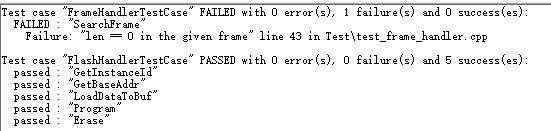 Test case "FrameHandlerTestCase" FAILED with 0 error(s), 1 failure(s) and 0 success(es):
FAILED : "SearchFrame"
Failure: "len == 0 in the given frame" line 43 in Test\test_frame_handler.cpp
Test case "FlashHandlerTestCase" PASSED with 0 error(s), 0 failure(s) and 5 success(es):
passed : "GetInstanceId"
passed : "GetBaseAddr"
passed : "LoadDataToBuf"
passed : "Program"
passed : "Erase"